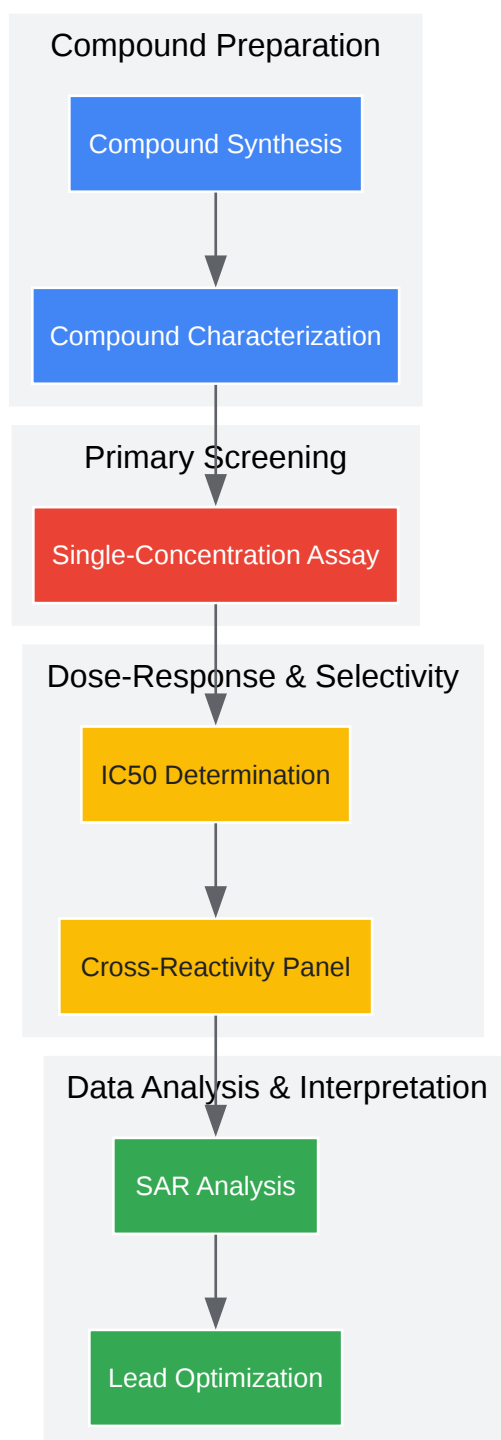 Compound Preparation
Compound Synthesis
Compound Characterization
Primary Screening
Single-Concentration Assay
Dose-Response & Selectivity
IC50 Determination
Cross-Reactivity Panel
Data Analysis & Interpretation
SAR Analysis
Lead Optimization